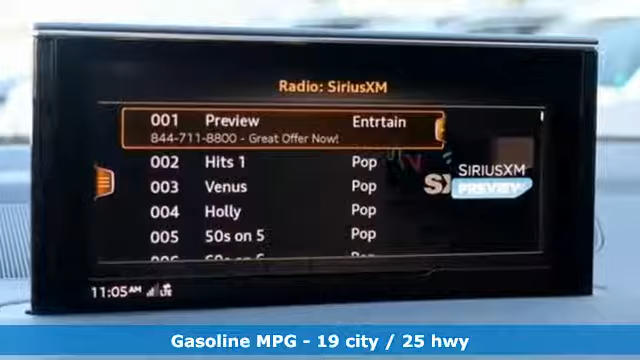 Radio: SiriusXM
001 Preview Entrtain
844-711-8800 - Great Offer Now!
002 Hits 1 Pop
003 Venus Pop
004 Holly Pop
005 50s on 5 Pop
SIRIUSXM
PREVIEW
11:05AM LTE
Gasoline MPG - 19 city / 25 hwy